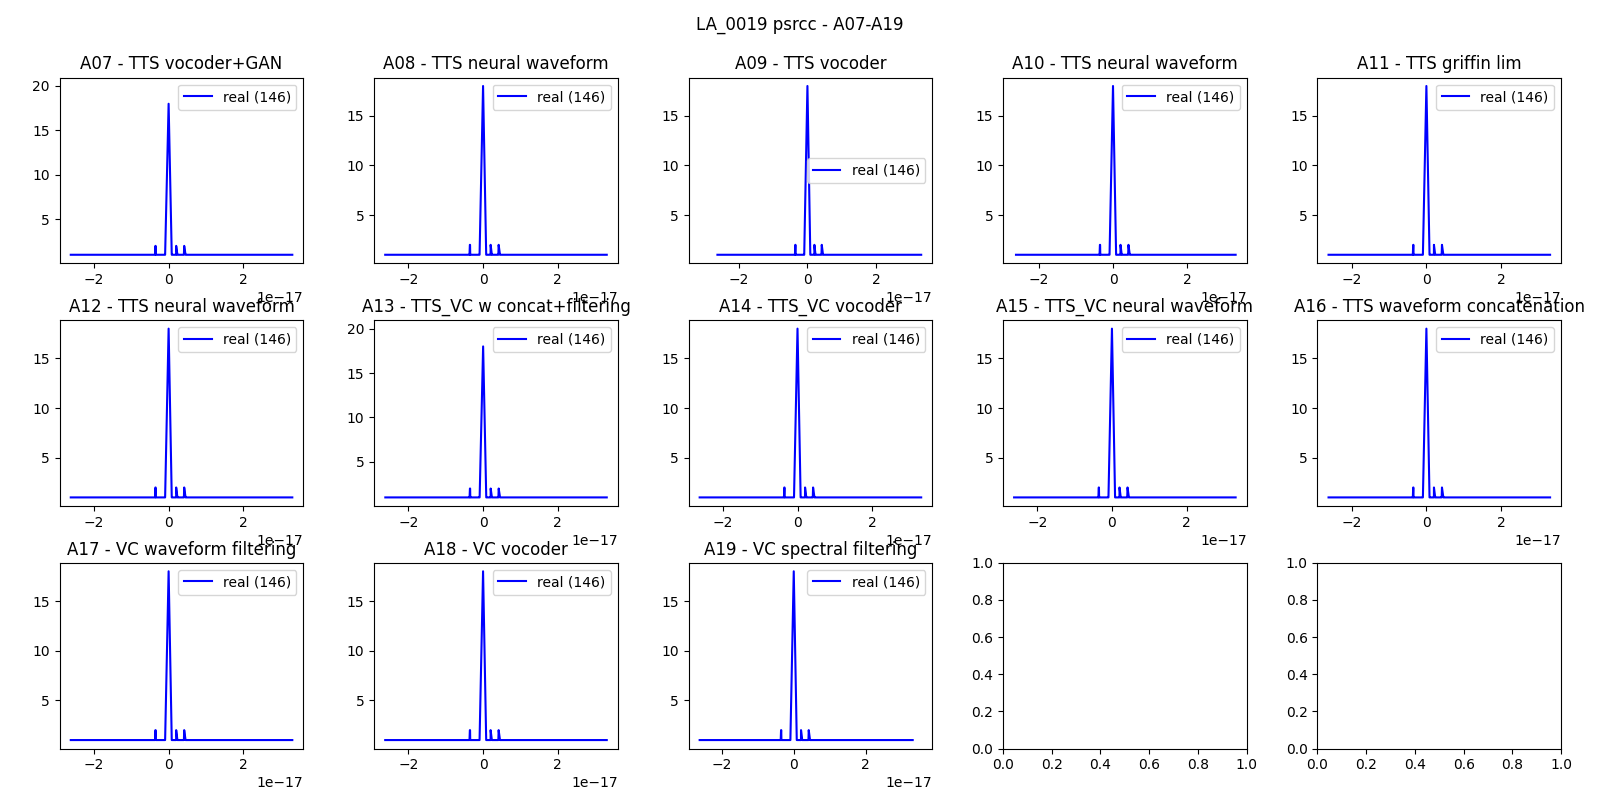 LA_0019 psrcc - A07-A19
A07 - TTS vocoder+GAN
A08 - TTS neural waveform
A09 - TTS vocoder
A10 - TTS neural waveform
A11 - TTS griffin lim
real (146)
real (146)
real (146)
real (146)
real (146)
20
15
10
5
15
10
5
15
10
5
15
10
5
15
10
5
−2 0 2
−2 0 2
−2 0 2
−2 0 2
−2 0 2
1e−17
1e−17
1e−17
1e−17
1e−17
A12 - TTS neural waveform
A13 - TTS_VC w concat+filtering
A14 - TTS_VC vocoder
A15 - TTS_VC neural waveform
A16 - TTS waveform concatenation
real (146)
real (146)
real (146)
real (146)
real (146)
15
10
5
20
15
10
5
15
10
5
15
10
5
15
10
5
−2 0 2
−2 0 2
−2 0 2
−2 0 2
−2 0 2
1e−17
1e−17
1e−17
1e−17
1e−17
A17 - VC waveform filtering
A18 - VC vocoder
A19 - VC spectral filtering
real (146)
real (146)
real (146)
15
10
5
15
10
5
15
10
5
1.0
0.8
0.6
0.4
0.2
0.0
1.0
0.8
0.6
0.4
0.2
0.0
−2 0 2
−2 0 2
−2 0 2
0.0 0.2 0.4 0.6 0.8 1.0
0.0 0.2 0.4 0.6 0.8 1.0
1e−17
1e−17
1e−17